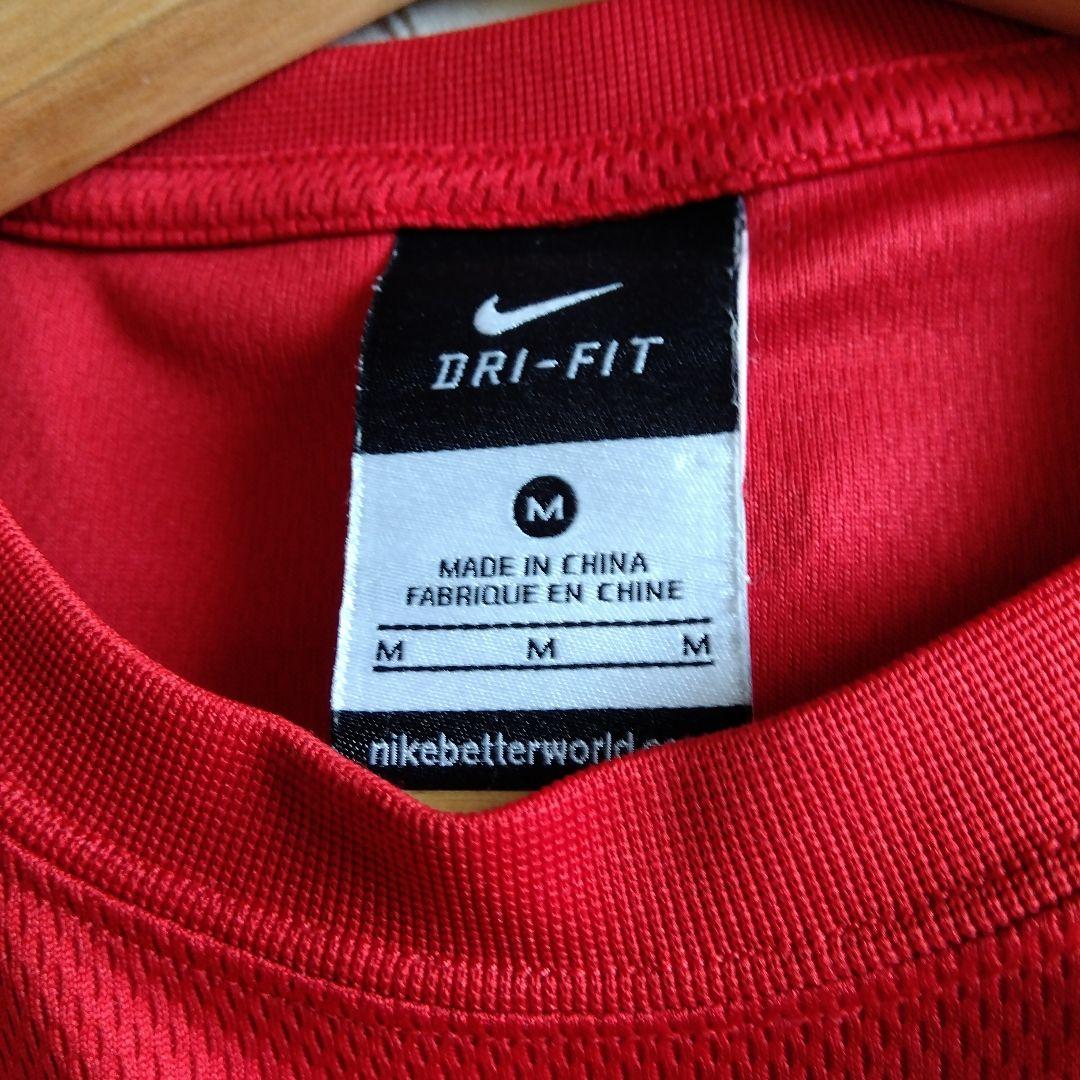 DRI-FIT
M
MADE IN CHINA
FABRIQUE EN CHINE
M M M
nikebetterworld